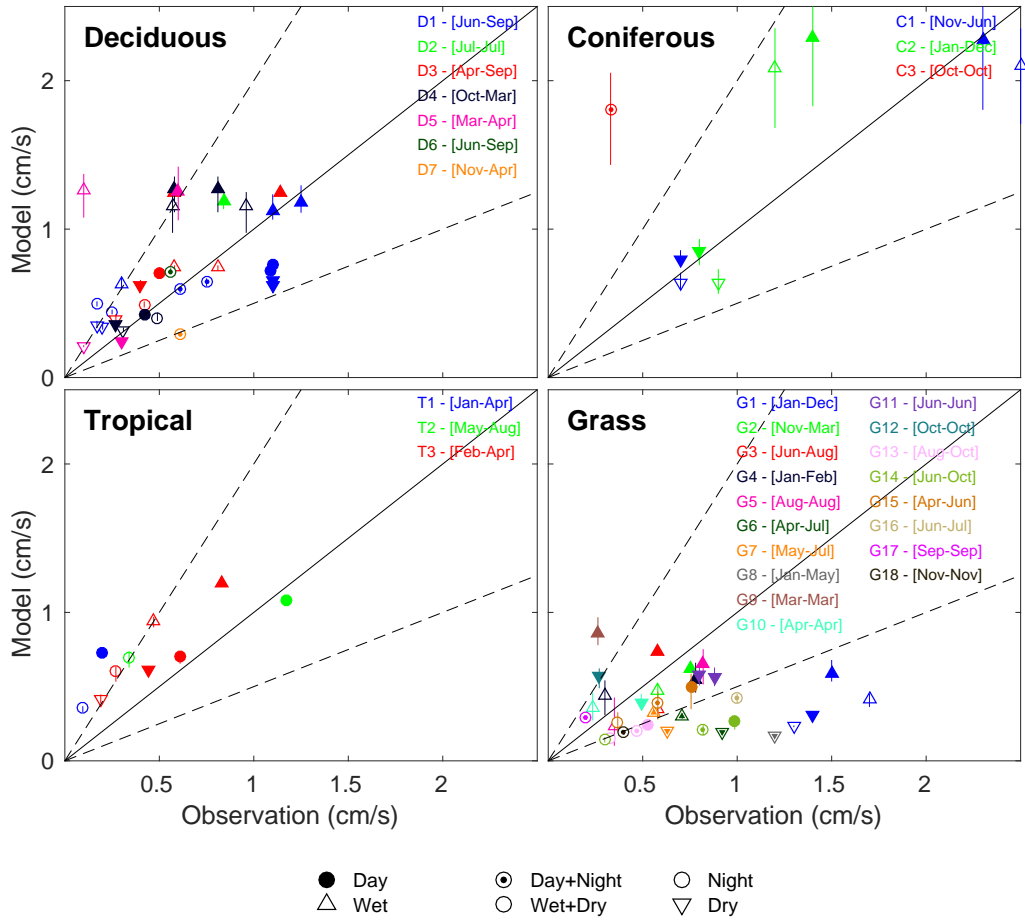 Deciduous
D1 - [Jun-Sep]
D2 - [Jul-Jul]
D3 - [Apr-Sep]
D4 - [Oct-Mar]
D5 - [Mar-Apr]
D6 - [Jun-Sep]
D7 - [Nov-Apr]
2
1
0
Model (cm/s)
Coniferous
C1 - [Nov-Jun]
C2 - [Jan-Dec]
C3 - [Oct-Oct]
Tropical
T1 - [Jan-Apr]
T2 - [May-Aug]
T3 - [Feb-Apr]
2
1
0
Model (cm/s)
0.5 1 1.5 2
Observation (cm/s)
Grass
G1 - [Jan-Dec]
G2 - [Nov-Mar]
G3 - [Jun-Aug]
G4 - [Jan-Feb]
G5 - [Aug-Aug]
G6 - [Apr-Jul]
G7 - [May-Jul]
G8 - [Jan-May]
G9 - [Mar-Mar]
G10 - [Apr-Apr]
G11 - [Jun-Jun]
G12 - [Oct-Oct]
G13 - [Aug-Oct]
G14 - [Jun-Oct]
G15 - [Apr-Jun]
G16 - [Jun-Jul]
G17 - [Sep-Sep]
G18 - [Nov-Nov]
0.5 1 1.5 2
Observation (cm/s)
Day Day+Night Night
Wet Wet+Dry Dry